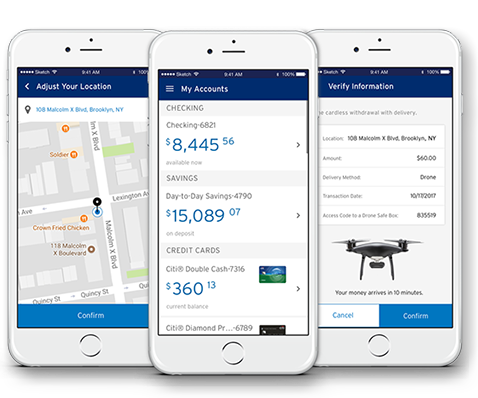 Sketch 9:41 AM
Adjust Your Location
108 Malcolm X Blvd, Brooklyn, NY
Soldier
Malcolm X Blvd
Lexington Ave
Ave
A
Crown Fried Chicken
118 Malcolm
X Boulevard
Malcolm X Blvd
Quincy St
Quincy St
Confirm
Sketch 9:41 AM 100%
My Accounts
CHECKING
Checking-6821
$8,445 56
available now
SAVINGS
Day-to-Day Savings-4790
$15,089 07
on deposit
CREDIT CARDS
Citi® Double Cash-7316
$360 13
current balance
Citi® Diamond Pr...-6789
9:41 AM 100%
Verify Information
cardless withdrawal with delivery.
Location: 108 Malcolm X Blvd, Brooklyn, NY
Amount: $60.00
Delivery Method: Drone
Transaction Date: 10/17/2017
Access Code to a Drone Safe Box: 835519
Your money arrives in 10 minutes.
Cancel Confirm